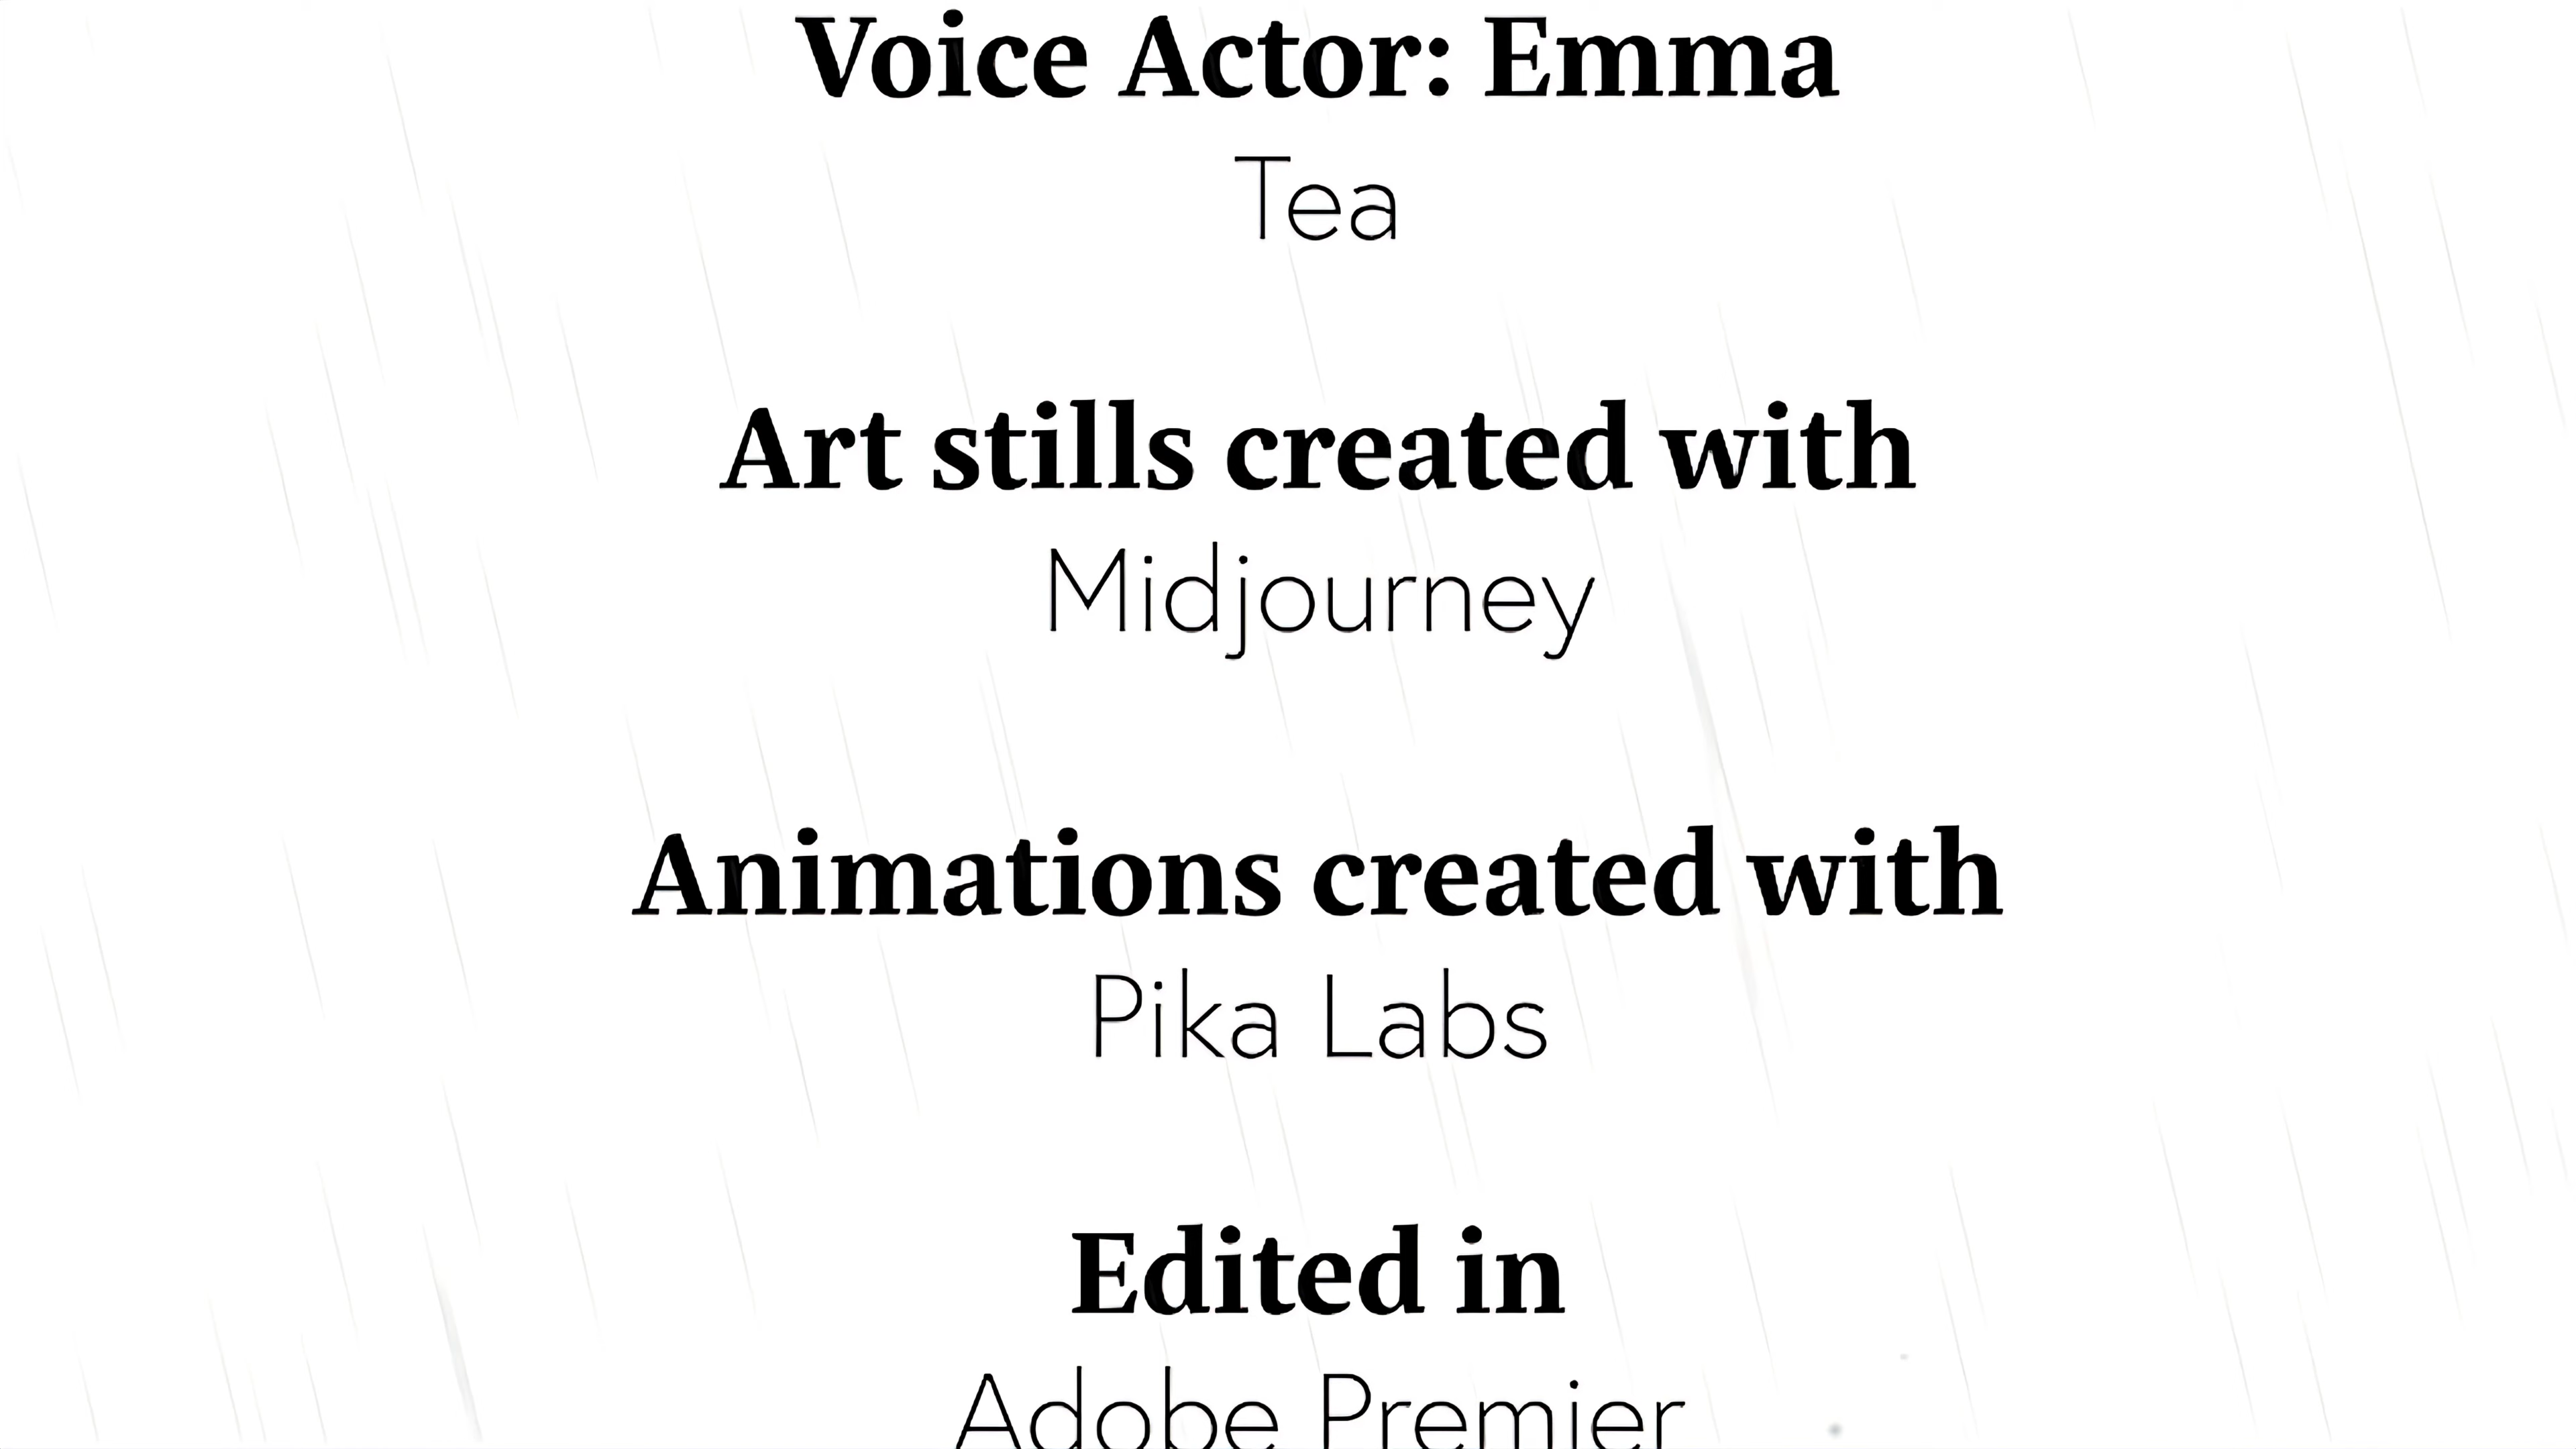 Voice Actor: Emma
Tea
Art stills created with
Midjourney
Animations created with
Pika Labs
Edited in
Adobe Premier